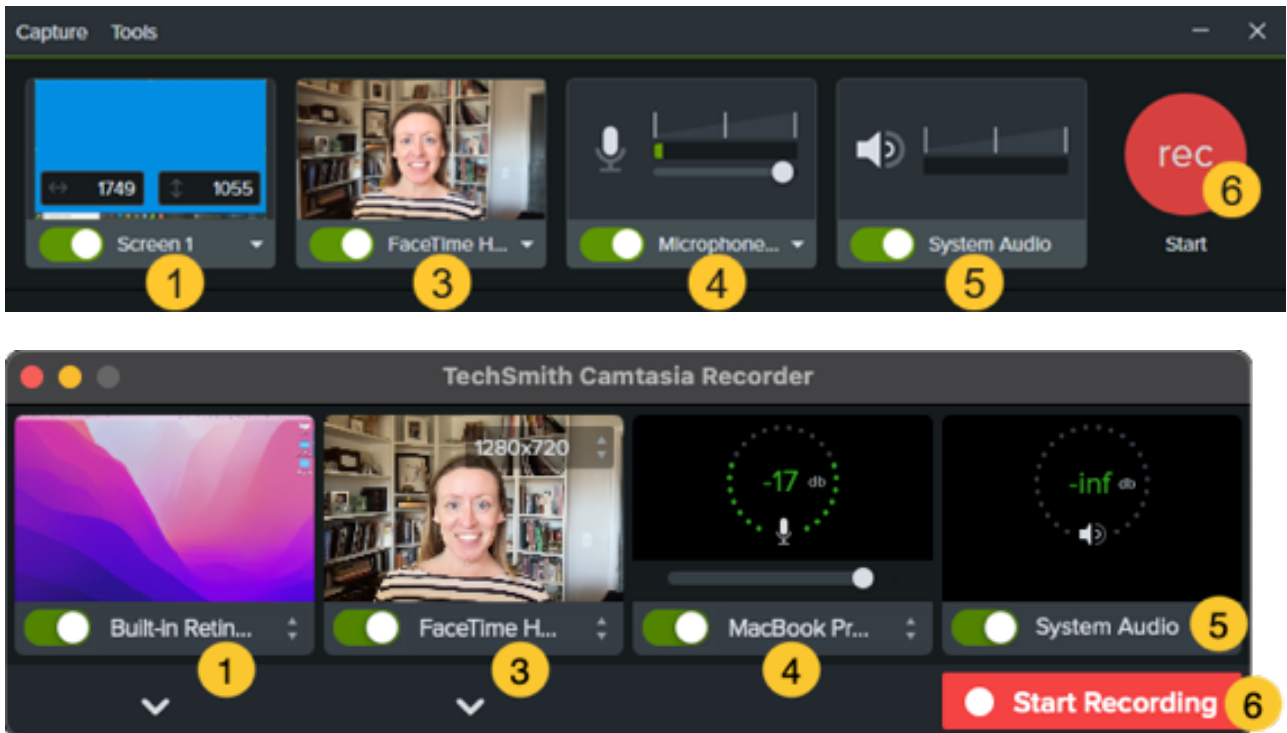 Capture Tools
1749 1055
rec
6
Screen 1
FaceTime H...
Microphone...
System Audio
Start
1
3
4
5
TechSmith Camtasia Recorder
1280x720
-17 db
-inf db
Built-in Retin...
FaceTime H...
MacBook Pr...
System Audio
5
1
3
4
Start Recording
6